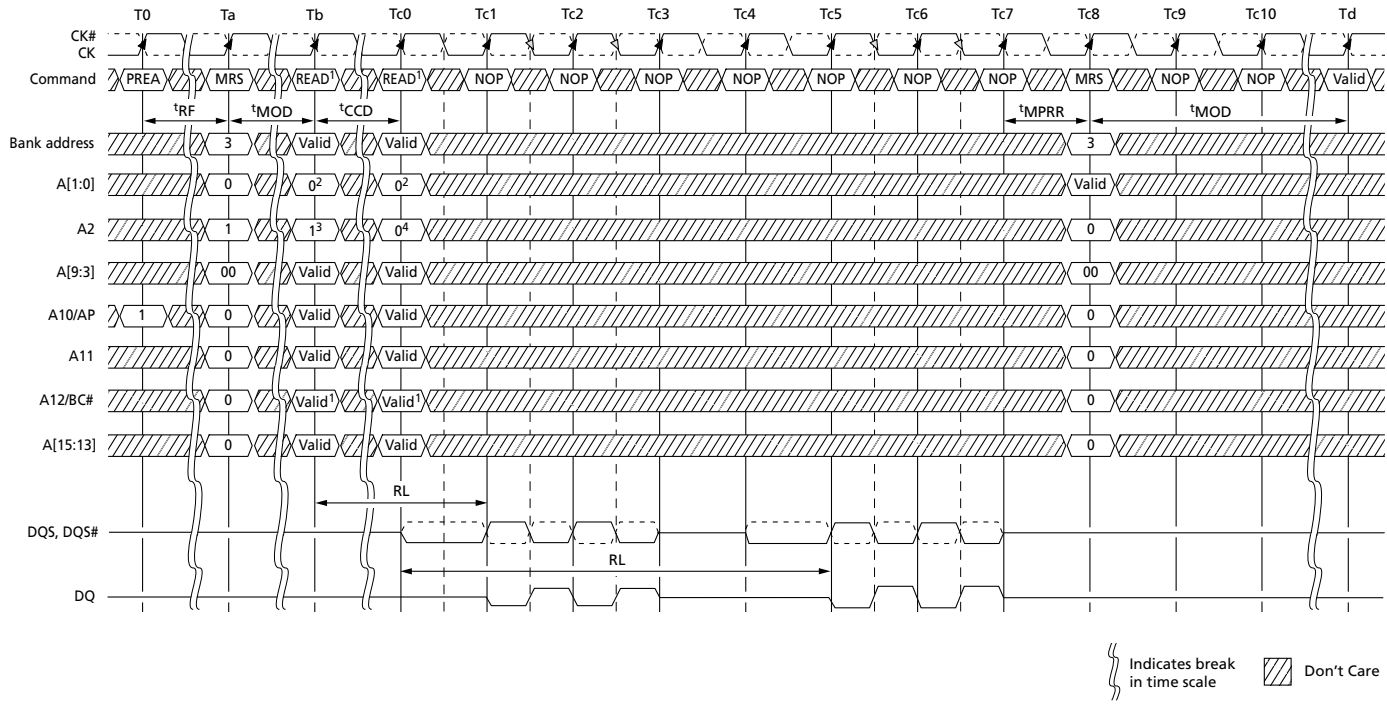 T0 Ta Tb Tc0 Tc1 Tc2 Tc3 Tc4 Tc5 Tc6 Tc7 Tc8 Tc9 Tc10 Td
CK#
CK
Command PREA MRS READ1 READ1 NOP NOP NOP NOP NOP NOP NOP MRS NOP NOP Valid
tRF tMOD tCCD tMPRR tMOD
Bank address 3 Valid Valid 3
A[1:0] 0 02 02 Valid
A2 1 13 04 0
A[9:3] 00 Valid Valid 00
A10/AP 1 0 Valid Valid 0
A11 0 Valid Valid 0
A12/BC# 0 Valid1 Valid1 0
A[15:13] 0 Valid Valid 0
RL
DQS, DQS#
RL
DQ
Indicates break
in time scale
Don't Care